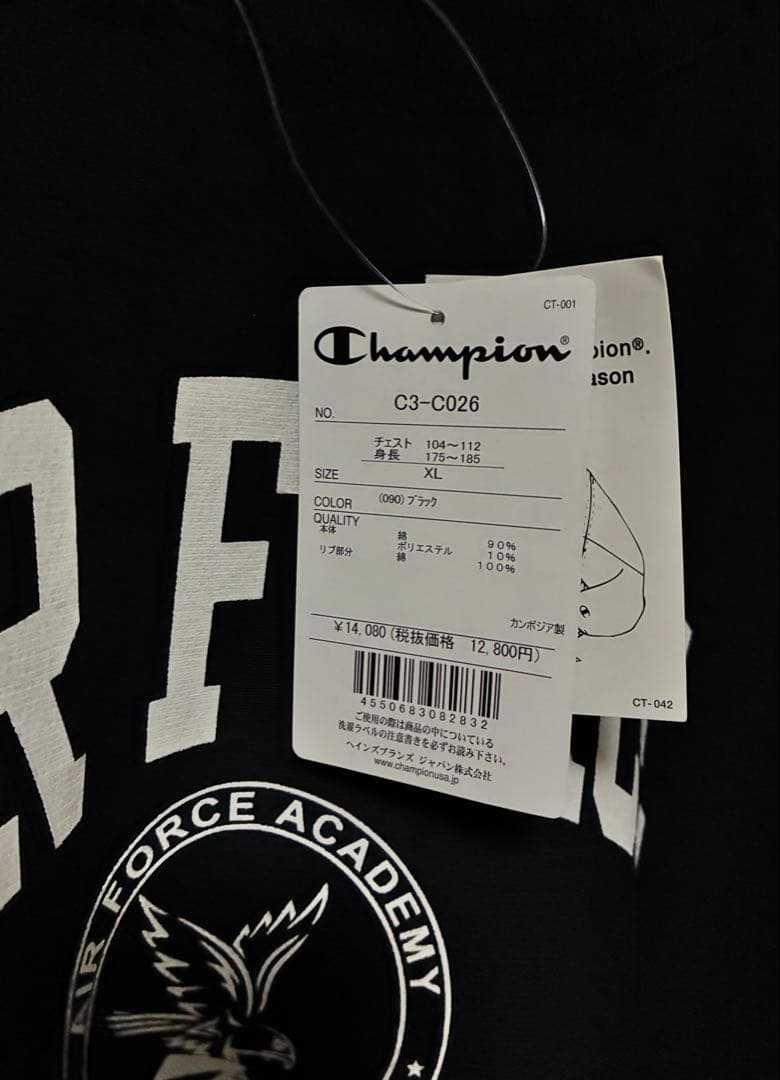 CT-001
Champion®
NO. C3-C026
チェスト 104〜112
身長 175〜185
SIZE XL
COLOR (090)ブラック
QUALITY
本体 綿 90%
ポリエステル 10%
リブ部分 綿 100%
カンボジア製
¥14,080(税抜価格 12,800円)
4550683082832
ご使用の際は商品の中についている
洗濯ラベルの注意書きを必ずお読み下さい。
ヘインズブランズ ジャパン株式会社
www.championusa.jp
pion®.
ason
CT-042
R F
AIR FORCE ACADEMY